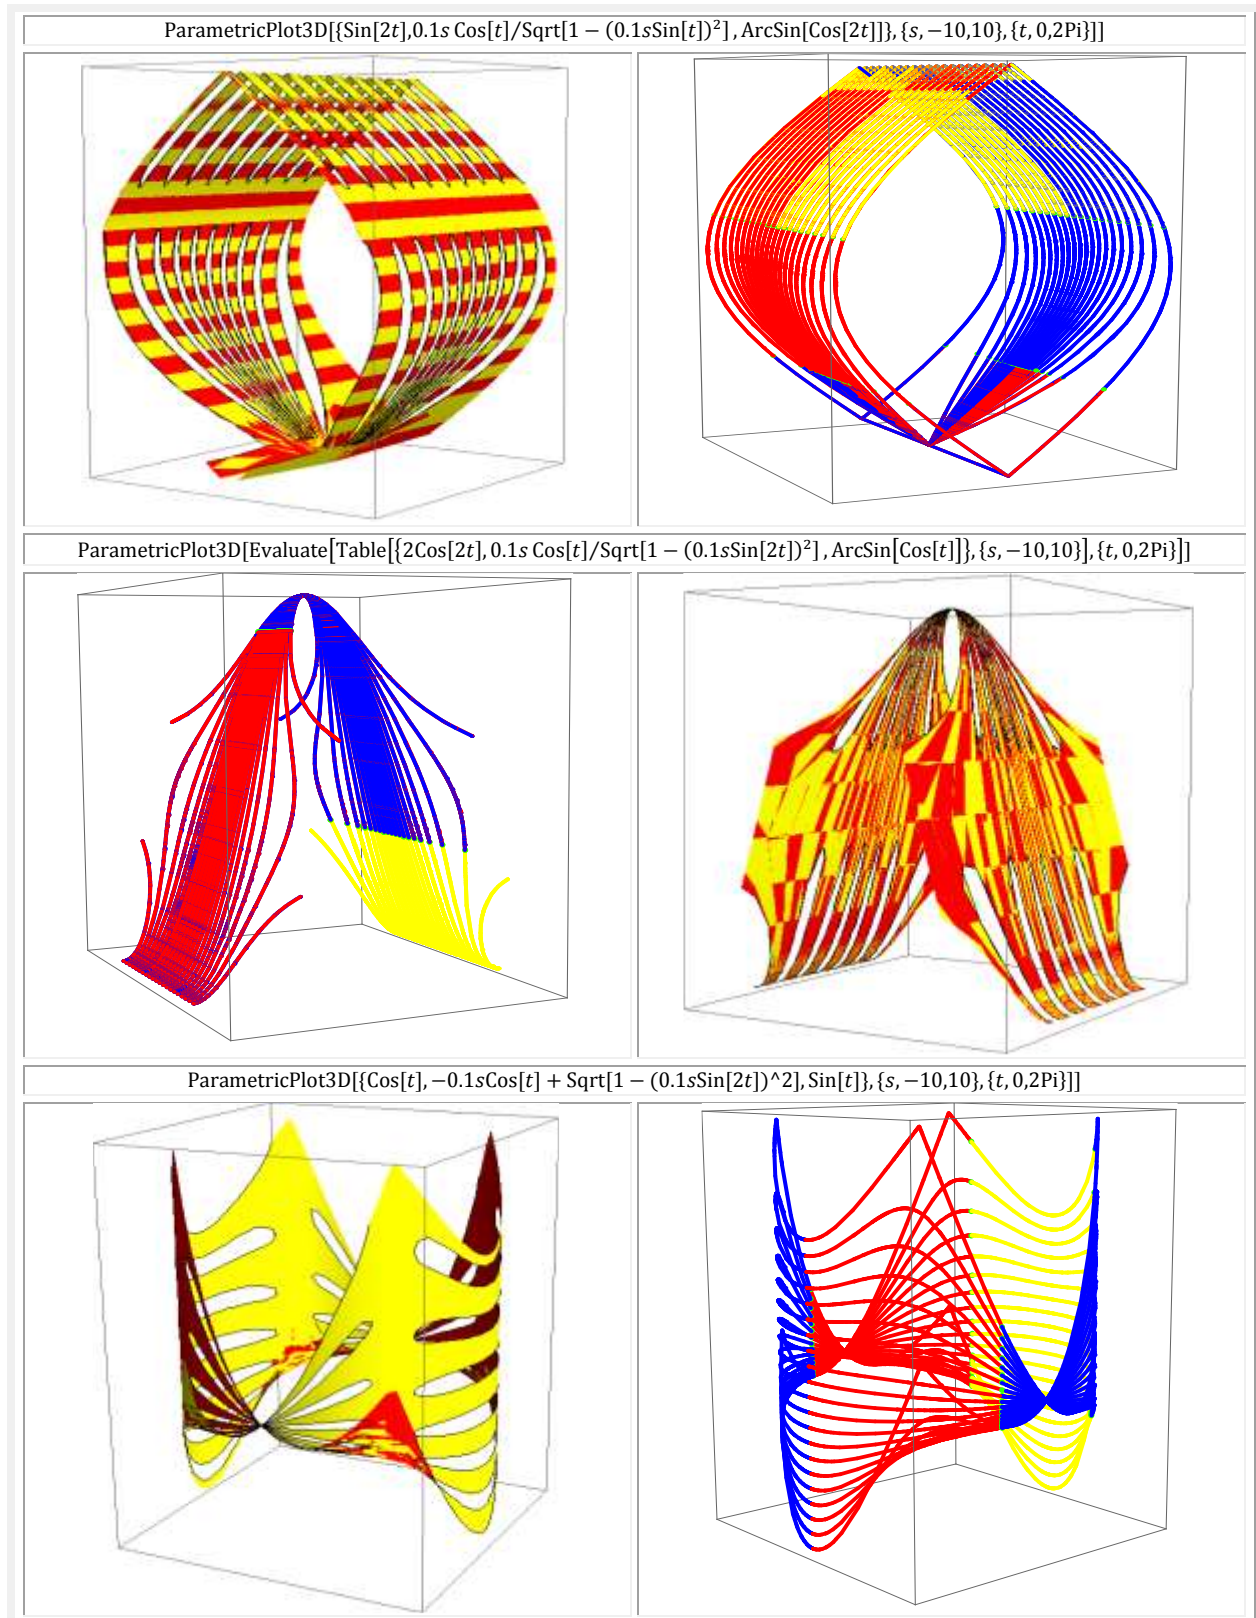 ParametricPlot3D[{Sin[2t],0.1s Cos[t]/Sqrt[1 − (0.1sSin[t])²] , ArcSin[Cos[2t]]}, {s, −10,10}, {t, 0,2Pi}]]
ParametricPlot3D[Evaluate[Table[{2Cos[2t], 0.1s Cos[t]/Sqrt[1 − (0.1sSin[2t])²] , ArcSin[Cos[t]]}, {s, −10,10}], {t, 0,2Pi}]]
ParametricPlot3D[{Cos[t], −0.1sCos[t] + Sqrt[1 − (0.1sSin[2t])^2], Sin[t]}, {s, −10,10}, {t, 0,2Pi}]]